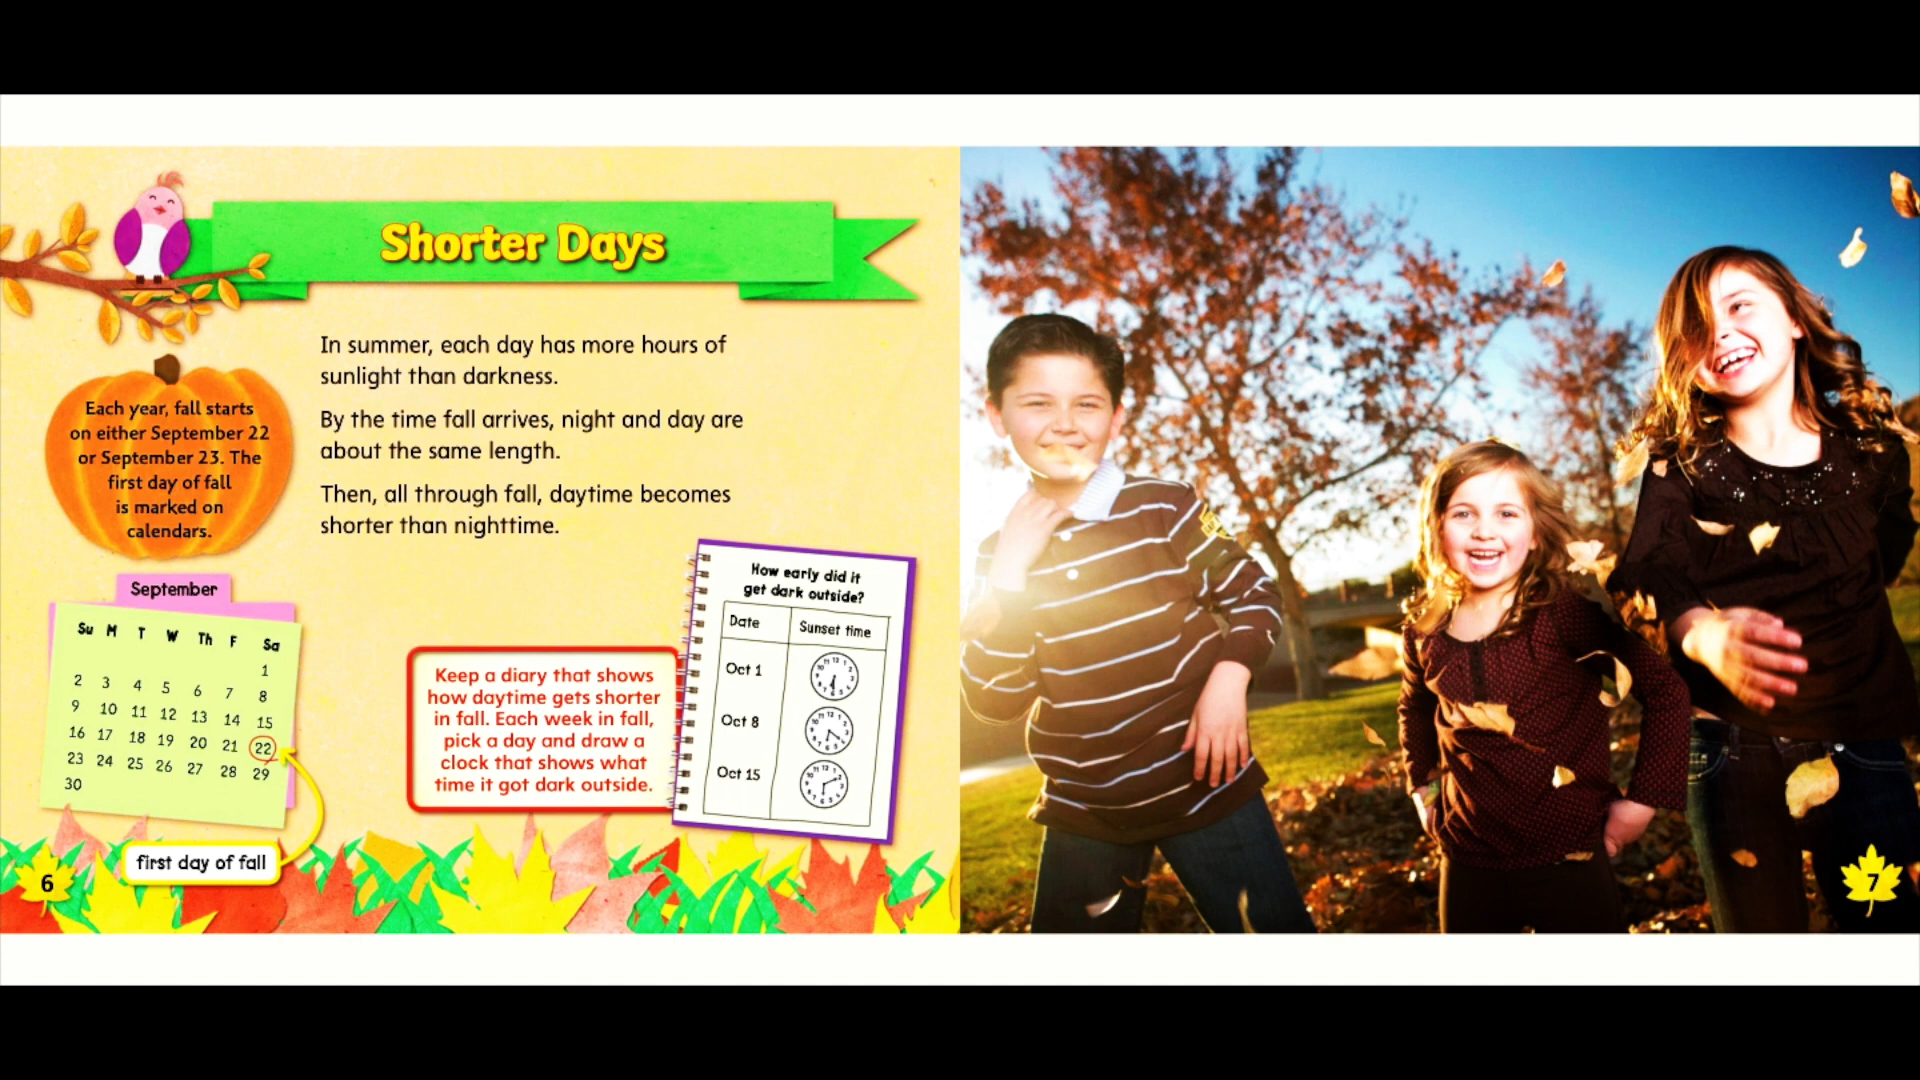 Shorter Days
In summer, each day has more hours of
sunlight than darkness.
By the time fall arrives, night and day are
about the same length.
Then, all through fall, daytime becomes
shorter than nighttime.
Each year, fall starts
on either September 22
or September 23. The
first day of fall
is marked on
calendars.
September
Su M T W Th F Sa
1
2 3 4 5 6 7 8
9 10 11 12 13 14 15
16 17 18 19 20 21 22
23 24 25 26 27 28 29
30
first day of fall
Keep a diary that shows
how daytime gets shorter
in fall. Each week in fall,
pick a day and draw a
clock that shows what
time it got dark outside.
How early did it
get dark outside?
Date Sunset time
Oct 1
Oct 8
Oct 15
6
7